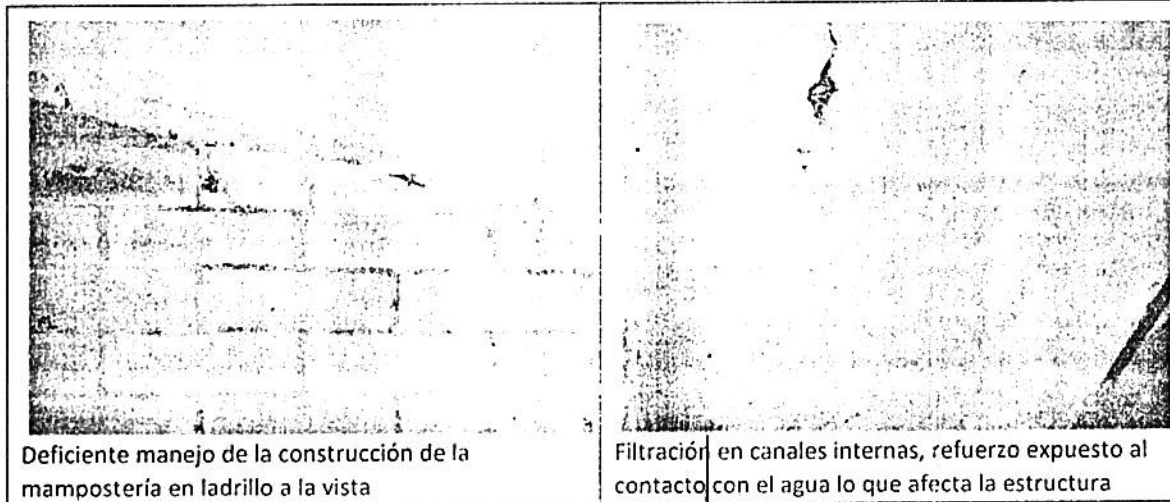 Deficiente manejo de la construcción de la
mampostería en ladrillo a la vista
Filtración en canales internas, refuerzo expuesto al
contacto con el agua lo que afecta la estructura